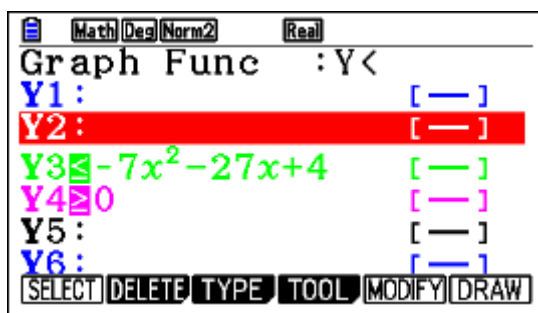 Math Deg Norm2 Real
Graph Func :Y<
Y1: [—]
Y2: [—]
Y3≤-7x²-27x+4 [—]
Y4≥0 [—]
Y5: [—]
Y6: [—]
SELECT DELETE TYPE TOOL MODIFY DRAW